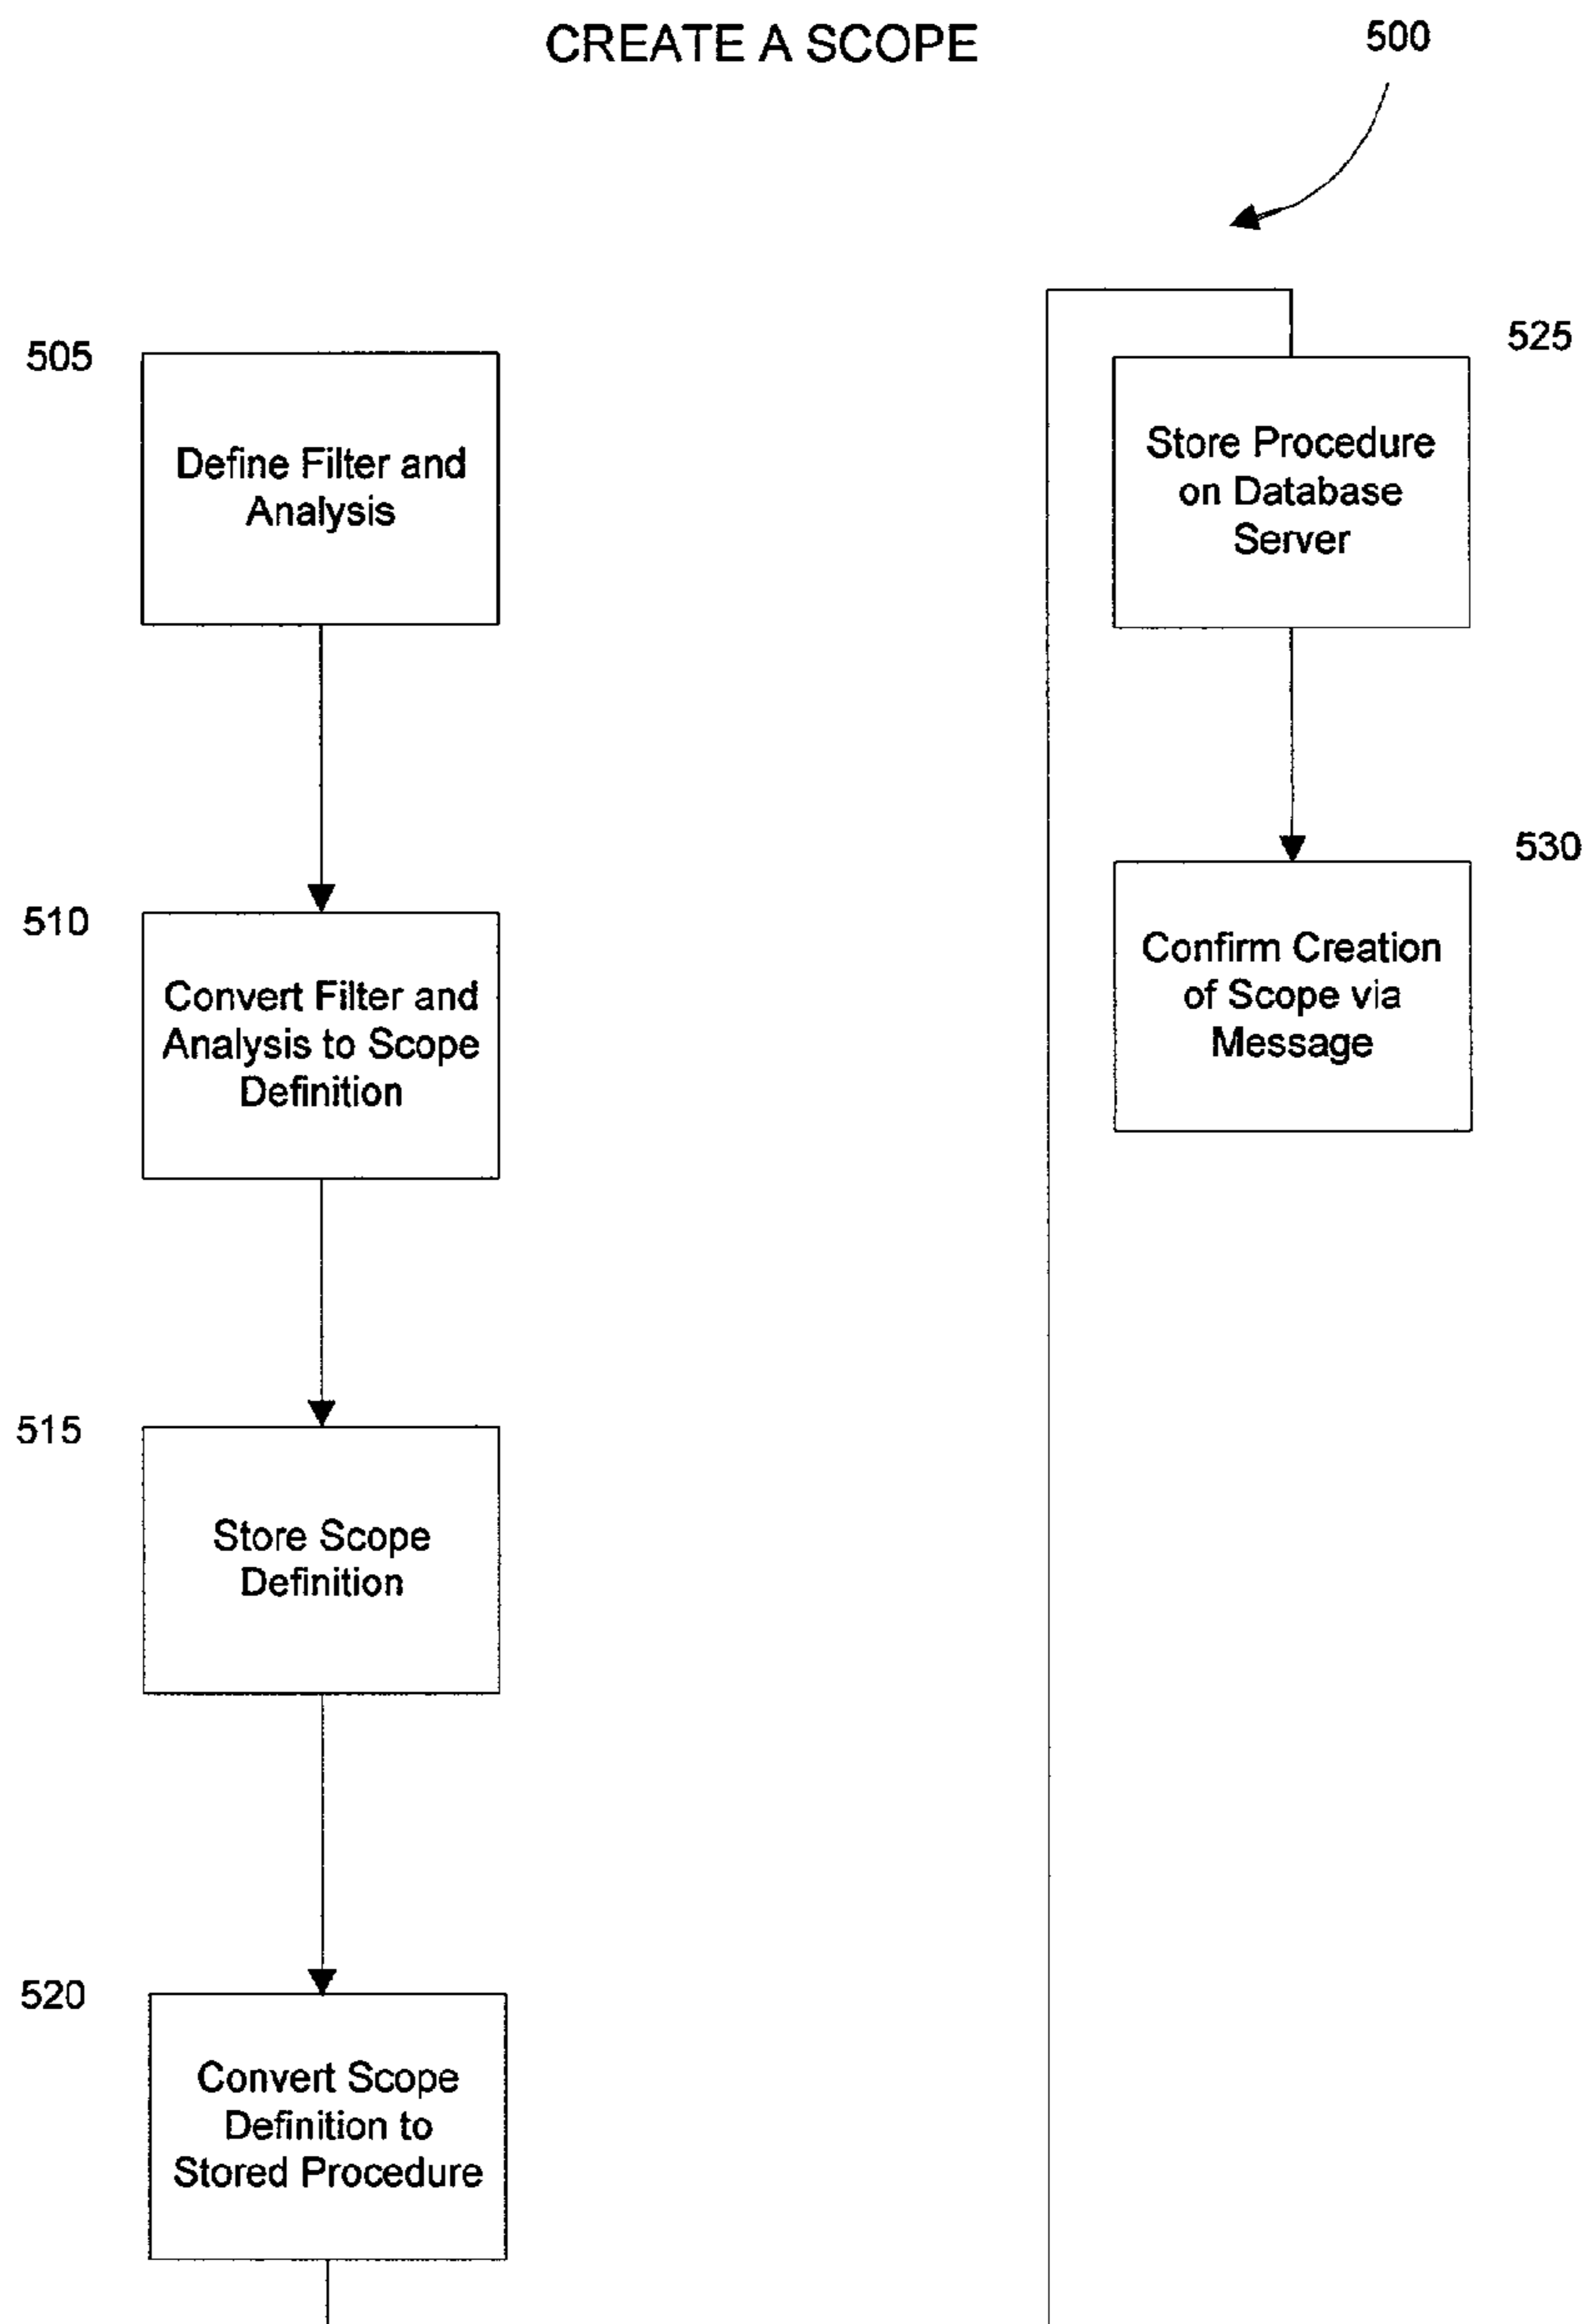 CREATE A SCOPE
500
505
Define Filter and
Analysis
510
Convert Filter and
Analysis to Scope
Definition
515
Store Scope
Definition
520
Convert Scope
Definition to
Stored Procedure
525
Store Procedure
on Database
Server
530
Confirm Creation
of Scope via
Message